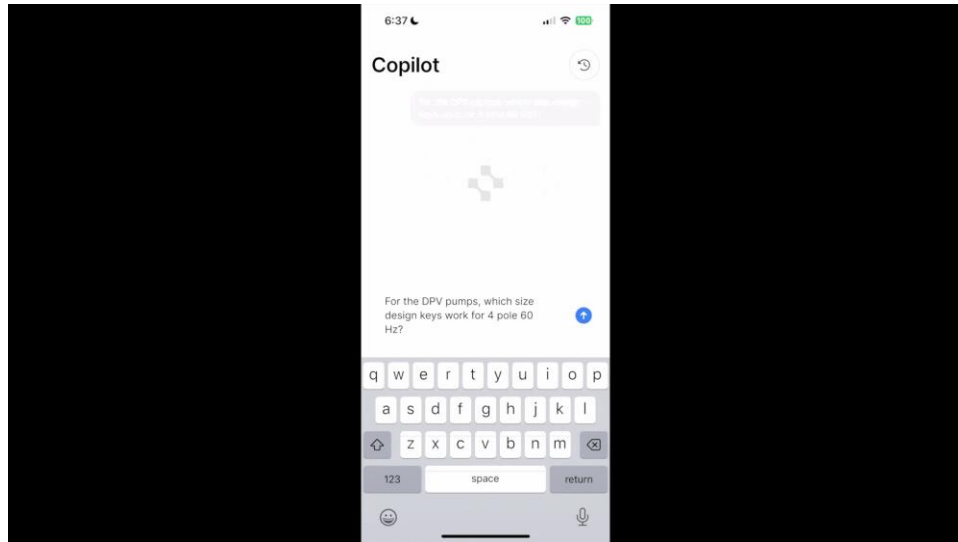 6:37
100
Copilot
For the DPV pumps, which size
design keys work for 4 pole 60
Hz?
q w e r t y u i o p
a s d f g h j k l
z x c v b n m
123 space return